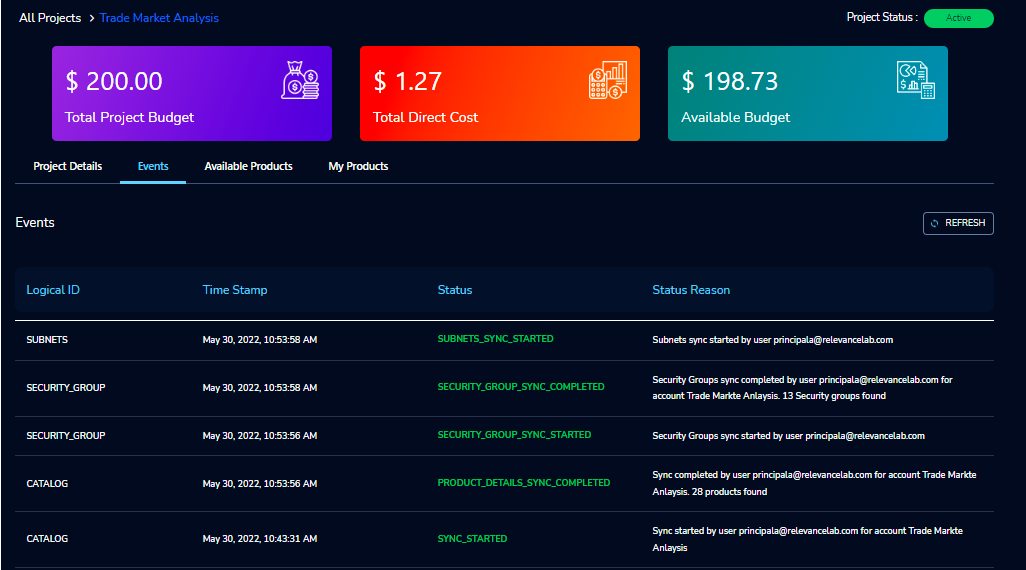 All Projects > Trade Market Analysis
Project Status : Active
$ 200.00
Total Project Budget
$ 1.27
Total Direct Cost
$ 198.73
Available Budget
Project Details Events Available Products My Products
Events
REFRESH
Logical ID Time Stamp Status Status Reason
SUBNETS May 30, 2022, 10:53:58 AM SUBNETS_SYNC_STARTED Subnets sync started by user principala@relevancelab.com
SECURITY_GROUP May 30, 2022, 10:53:58 AM SECURITY_GROUP_SYNC_COMPLETED Security Groups sync completed by user principala@relevancelab.com for
account Trade Markte Anlaysis. 13 Security groups found
SECURITY_GROUP May 30, 2022, 10:53:56 AM SECURITY_GROUP_SYNC_STARTED Security Groups sync started by user principala@relevancelab.com
CATALOG May 30, 2022, 10:53:56 AM PRODUCT_DETAILS_SYNC_COMPLETED Sync completed by user principala@relevancelab.com for account Trade Markte
Anlaysis. 28 products found
CATALOG May 30, 2022, 10:43:31 AM SYNC_STARTED Sync started by user principala@relevancelab.com for account Trade Markte
Anlaysis